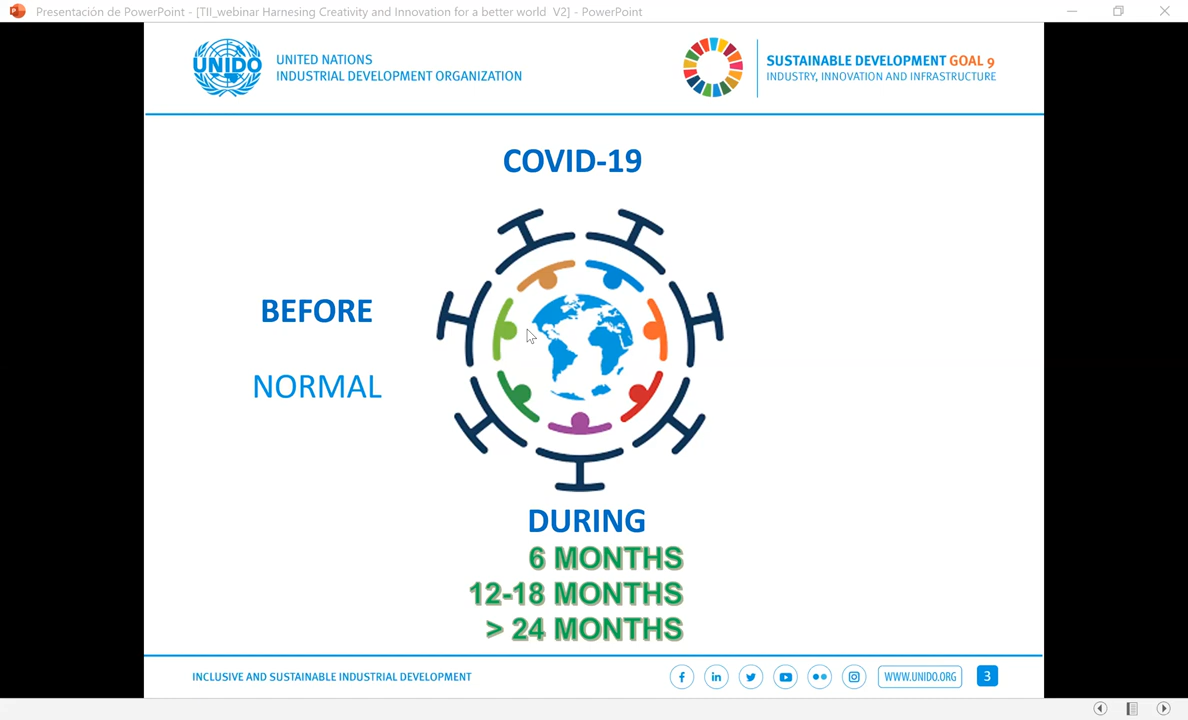 Presentación de PowerPoint - [TII_webinar Harnesing Creativity and Innovation for a better world  V2] - PowerPoint
UNIDO
UNITED NATIONS
INDUSTRIAL DEVELOPMENT ORGANIZATION
SUSTAINABLE DEVELOPMENT GOAL 9
INDUSTRY, INNOVATION AND INFRASTRUCTURE
COVID-19
BEFORE
NORMAL
DURING
6 MONTHS
12-18 MONTHS
> 24 MONTHS
INCLUSIVE AND SUSTAINABLE INDUSTRIAL DEVELOPMENT
WWW.UNIDO.ORG
3